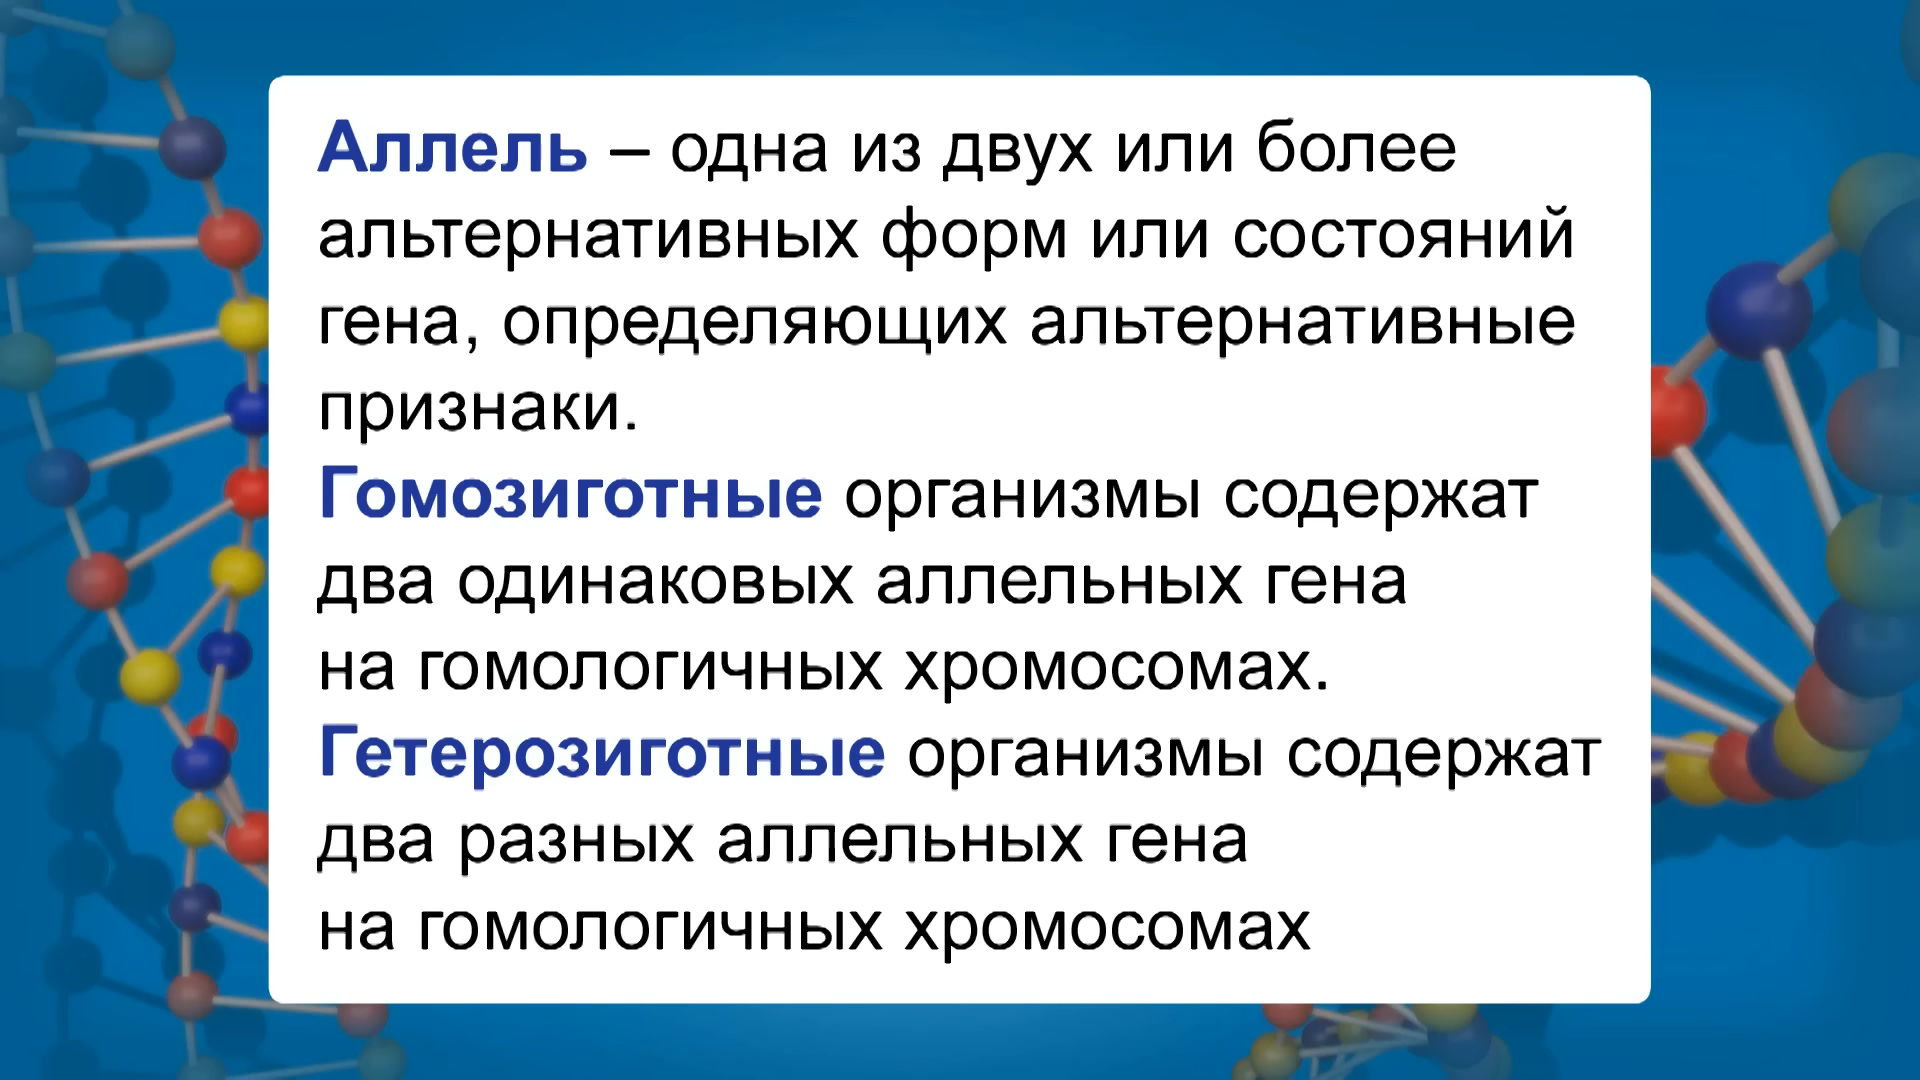 Аллель – одна из двух или более
альтернативных форм или состояний
гена, определяющих альтернативные
признаки.
Гомозиготные организмы содержат
два одинаковых аллельных гена
на гомологичных хромосомах.
Гетерозиготные организмы содержат
два разных аллельных гена
на гомологичных хромосомах